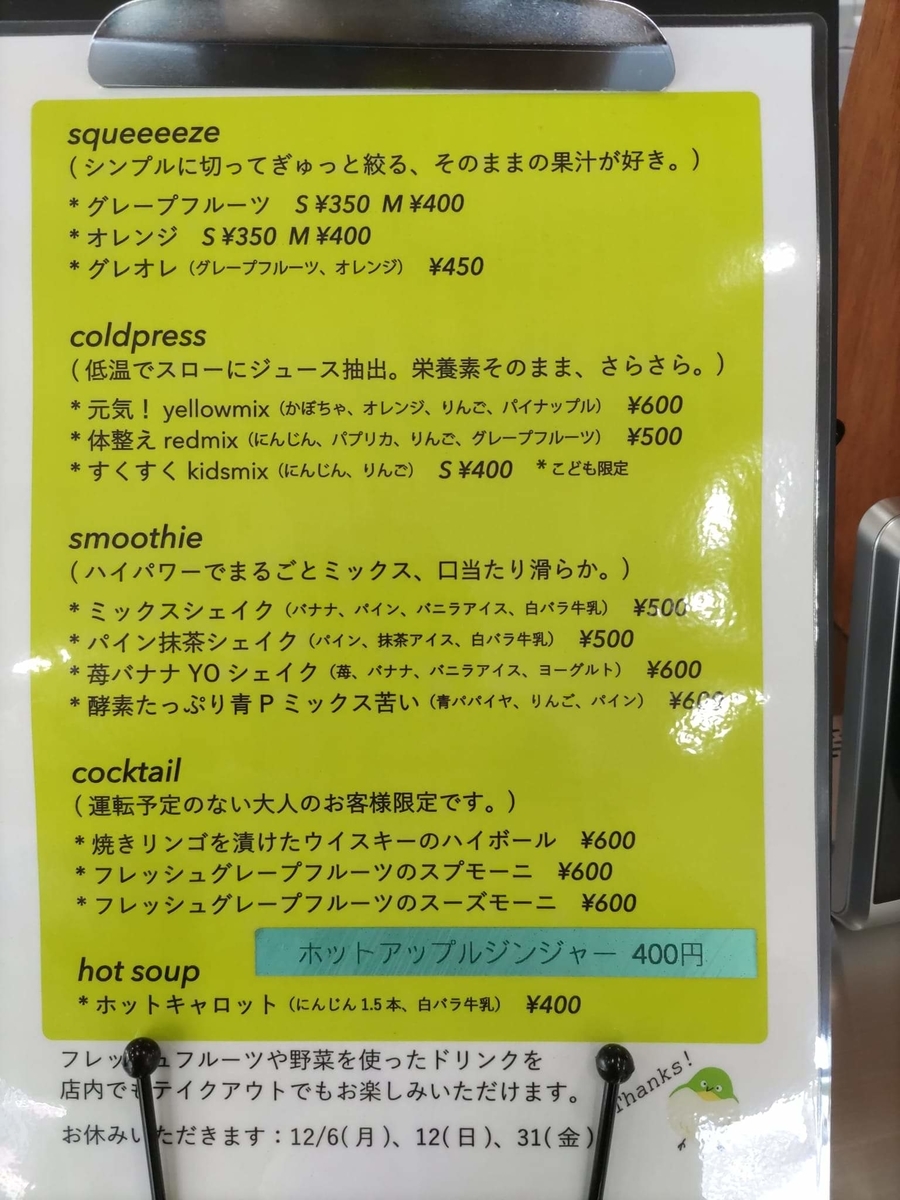 squeeeeze
(シンプルに切ってぎゅっと絞る、そのままの果汁が好き。)
* グレープフルーツ S ¥350 M ¥400
* オレンジ S ¥350 M ¥400
* グレオレ (グレープフルーツ、オレンジ) ¥450
coldpress
(低温でスローにジュース抽出。栄養素そのまま、さらさら。)
* 元気! yellowmix (かぼちゃ、オレンジ、りんご、パイナップル) ¥600
* 体整え redmix (にんじん、パプリカ、りんご、グレープフルーツ) ¥500
* すくすく kidsmix (にんじん、りんご) S ¥400 *こども限定
smoothie
(ハイパワーでまるごとミックス、口当たり滑らか。)
* ミックスシェイク (バナナ、パイン、バニラアイス、白バラ牛乳) ¥500
* パイン抹茶シェイク (パイン、抹茶アイス、白バラ牛乳) ¥500
* 苺バナナ YO シェイク (苺、バナナ、バニラアイス、ヨーグルト) ¥600
* 酵素たっぷり青 P ミックス苦い (青パパイヤ、りんご、パイン) ¥600
cocktail
(運転予定のない大人のお客様限定です。)
* 焼きリンゴを漬けたウイスキーのハイボール ¥600
* フレッシュグレープフルーツのスプモーニ ¥600
* フレッシュグレープフルーツのスーズモーニ ¥600
ホットアップルジンジャー 400円
hot soup
* ホットキャロット (にんじん 1.5 本、白バラ牛乳) ¥400
フレッシュフルーツや野菜を使ったドリンクを
店内でもテイクアウトでもお楽しみいただけます。
Thanks!
お休みいただきます:12/6(月)、12(日)、31(金)